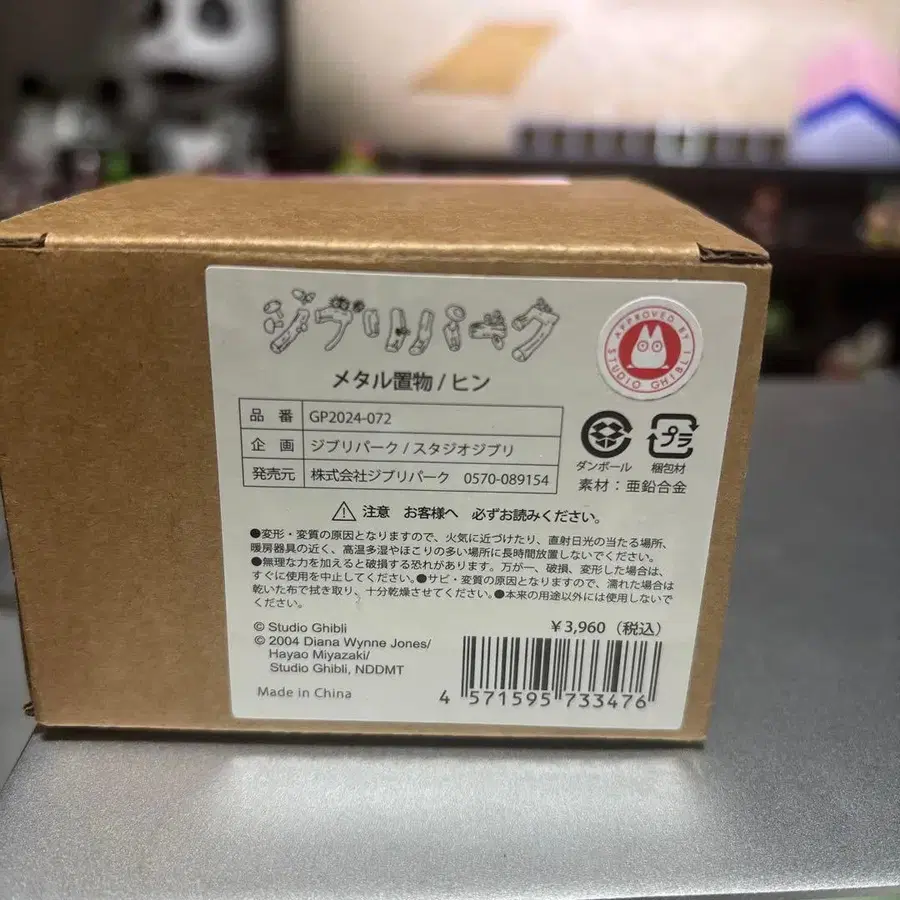 ジブリパーク
APPROVED BY STUDIO GHIBLI
メタル置物 / ヒン
品 番 GP2024-072
企 画 ジブリパーク / スタジオジブリ
発売元 株式会社ジブリパーク 0570-089154
ダンボール
プラ
梱包材
素材：亜鉛合金
注意 お客様へ 必ずお読みください。
●変形・変質の原因となりますので、火気に近づけたり、直射日光の当たる場所、
暖房器具の近く、高温多湿やほこりの多い場所に長時間放置しないでください。
●無理な力を加えると破損する恐れがあります。万が一、破損、変形した場合は、
すぐに使用を中止してください。●サビ・変質の原因となりますので、濡れた場合は
乾いた布で拭き取り、十分乾燥させてください。●本来の用途以外には使用しないで
ください。
¥3,960（税込）
© Studio Ghibli
© 2004 Diana Wynne Jones/
Hayao Miyazaki/
Studio Ghibli, NDDMT
Made in China
4 571595 733476